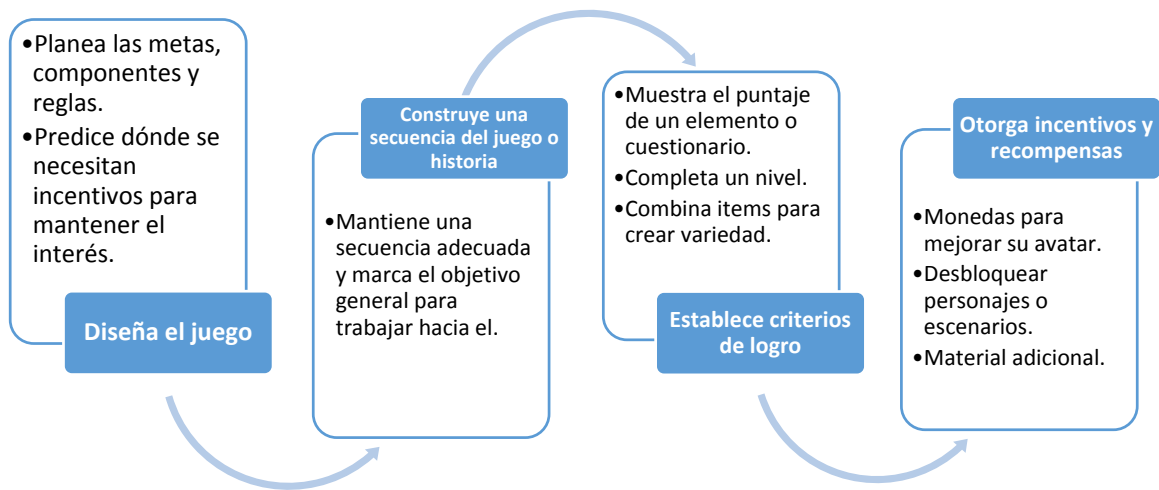 •Planea las metas,
componentes y
reglas.
•Predice dónde se
necesitan
incentivos para
mantener el
interés.
Diseña el juego
Construye una
secuencia del juego o
historia
•Mantiene una
secuencia adecuada
y marca el objetivo
general para
trabajar hacia el.
•Muestra el puntaje
de un elemento o
cuestionario.
•Completa un nivel.
•Combina items para
crear variedad.
Establece criterios
de logro
Otorga incentivos y
recompensas
•Monedas para
mejorar su avatar.
•Desbloquear
personajes o
escenarios.
•Material adicional.